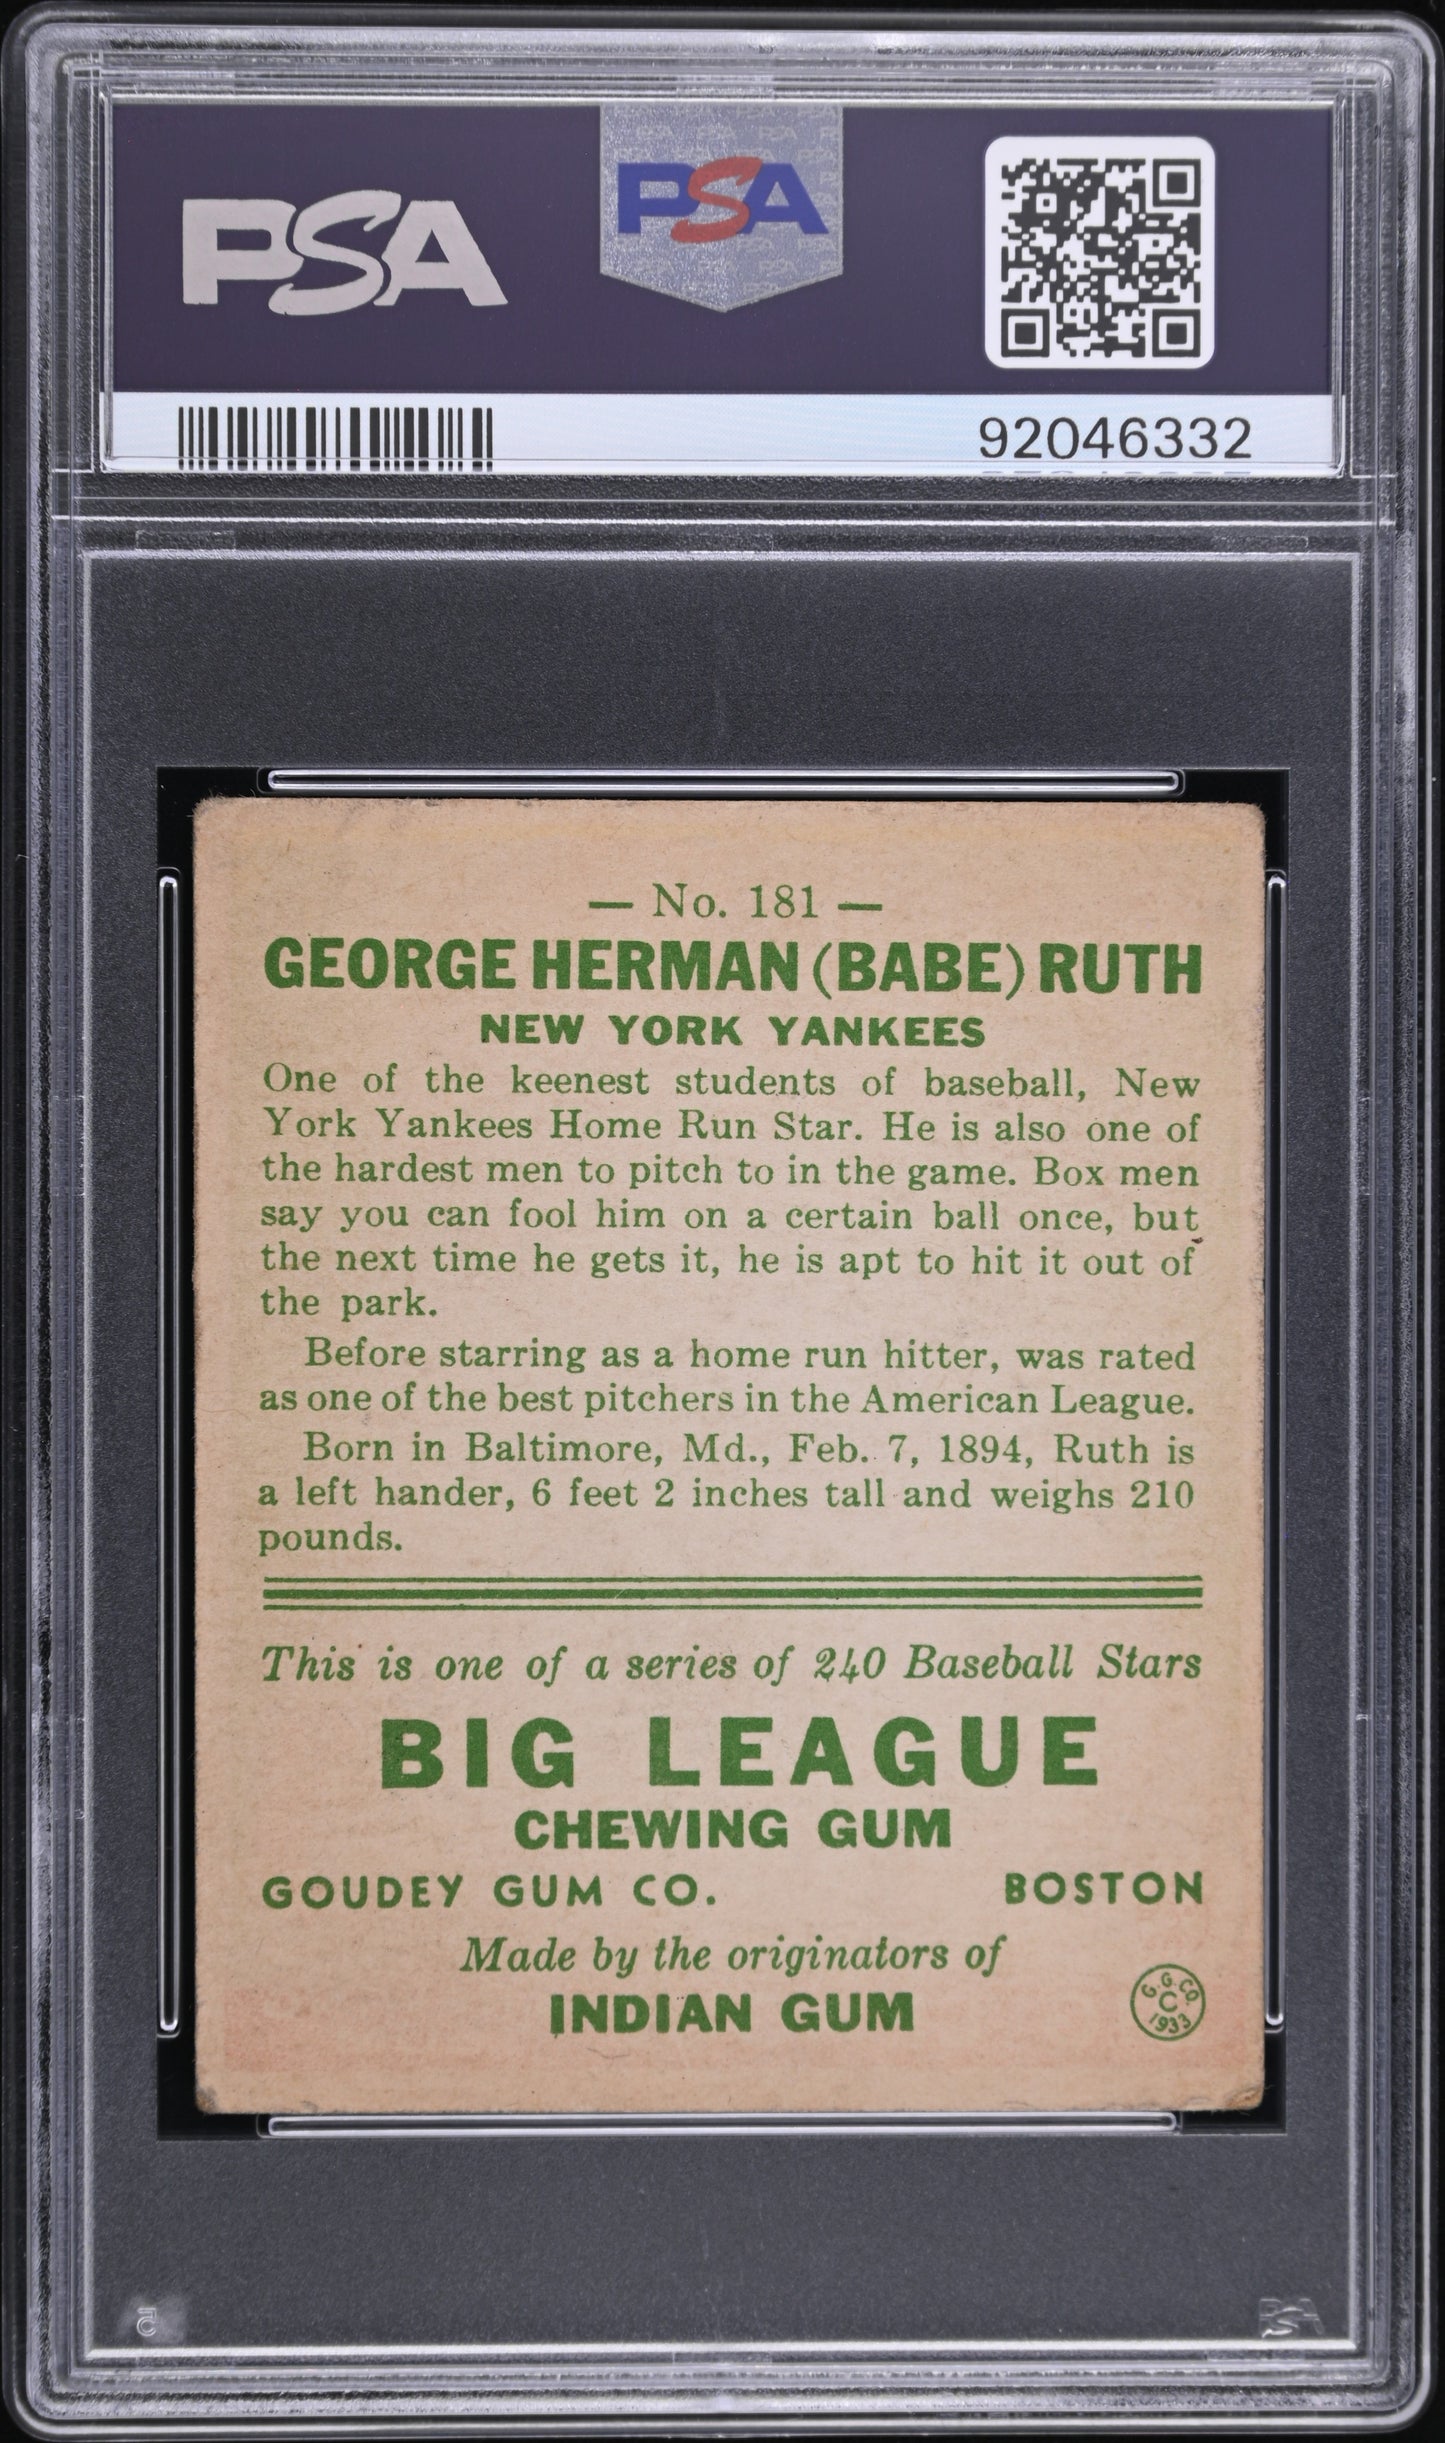 PSA
PSA
92046332
— No. 181 —
GEORGE HERMAN (BABE) RUTH
NEW YORK YANKEES
One of the keenest students of baseball, New
York Yankees Home Run Star. He is also one of
the hardest men to pitch to in the game. Box men
say you can fool him on a certain ball once, but
the next time he gets it, he is apt to hit it out of
the park.
Before starring as a home run hitter, was rated
as one of the best pitchers in the American League.
Born in Baltimore, Md., Feb. 7, 1894, Ruth is
a left hander, 6 feet 2 inches tall and weighs 210
pounds.
This is one of a series of 240 Baseball Stars
BIG LEAGUE
CHEWING GUM
GOUDEY GUM CO. BOSTON
Made by the originators of
INDIAN GUM
G.G.CO.
C
1933
PSA